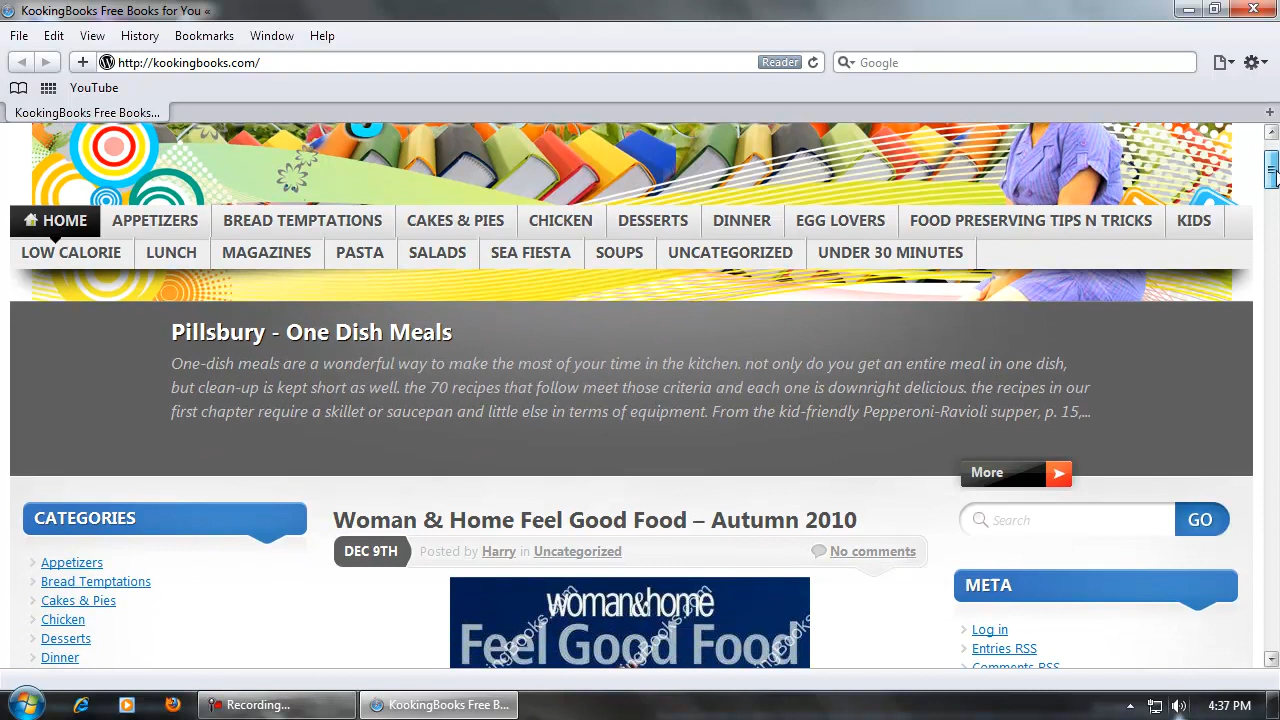 KookingBooks Free Books for You «
File Edit View History Bookmarks Window Help
http://kookingbooks.com/ Reader Google
YouTube
KookingBooks Free Books...
HOME APPETIZERS BREAD TEMPTATIONS CAKES & PIES CHICKEN DESSERTS DINNER EGG LOVERS FOOD PRESERVING TIPS N TRICKS KIDS
LOW CALORIE LUNCH MAGAZINES PASTA SALADS SEA FIESTA SOUPS UNCATEGORIZED UNDER 30 MINUTES
Pillsbury - One Dish Meals
One-dish meals are a wonderful way to make the most of your time in the kitchen. not only do you get an entire meal in one dish,
but clean-up is kept short as well. the 70 recipes that follow meet those criteria and each one is downright delicious. the recipes in our
first chapter require a skillet or saucepan and little else in terms of equipment. From the kid-friendly Pepperoni-Ravioli supper, p. 15,...
More
CATEGORIES
Appetizers
Bread Temptations
Cakes & Pies
Chicken
Desserts
Dinner
Woman & Home Feel Good Food – Autumn 2010
DEC 9TH Posted by Harry in Uncategorized No comments
woman&home
Feel Good Food
Search GO
META
Log in
Entries RSS
Comments RSS
Recording... KookingBooks Free B... 4:37 PM